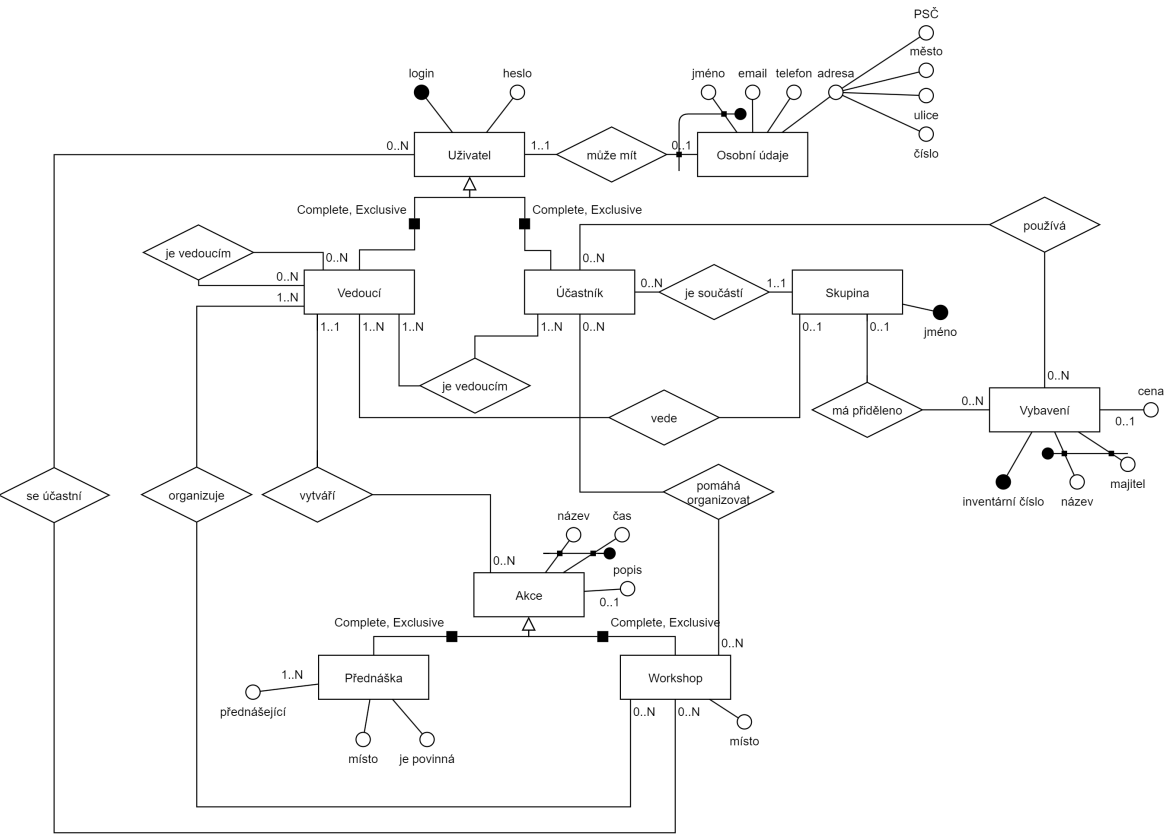 PSČ
město
login
heslo
jméno
email
telefon
adresa
ulice
číslo
0..N
Uživatel
1..1
může mít
0..1
Osobní údaje
Complete, Exclusive
Complete, Exclusive
je vedoucím
0..N
0..N
používá
0..N
0..N
1..N
Vedoucí
Účastník
0..N
je součástí
1..1
Skupina
1..1
1..N
1..N
1..N
0..N
0..1
0..1
jméno
je vedoucím
0..N
vede
má přiděleno
0..N
Vybavení
cena
0..1
se účastní
organizuje
vytváří
pomáhá
organizovat
inventární číslo
název
majitel
název
čas
0..N
popis
Akce
0..1
Complete, Exclusive
Complete, Exclusive
0..N
1..N
Přednáška
Workshop
přednášející
0..N
0..N
místo
je povinná
místo